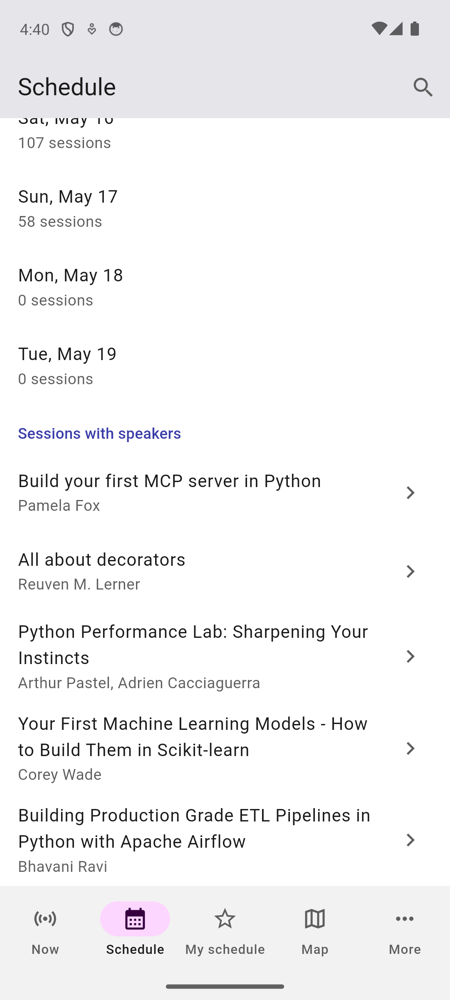 4:40
Schedule
Sat, May 16
107 sessions
Sun, May 17
58 sessions
Mon, May 18
0 sessions
Tue, May 19
0 sessions
Sessions with speakers
Build your first MCP server in Python
Pamela Fox
All about decorators
Reuven M. Lerner
Python Performance Lab: Sharpening Your
Instincts
Arthur Pastel, Adrien Cacciaguerra
Your First Machine Learning Models - How
to Build Them in Scikit-learn
Corey Wade
Building Production Grade ETL Pipelines in
Python with Apache Airflow
Bhavani Ravi
Now
Schedule
My schedule
Map
More